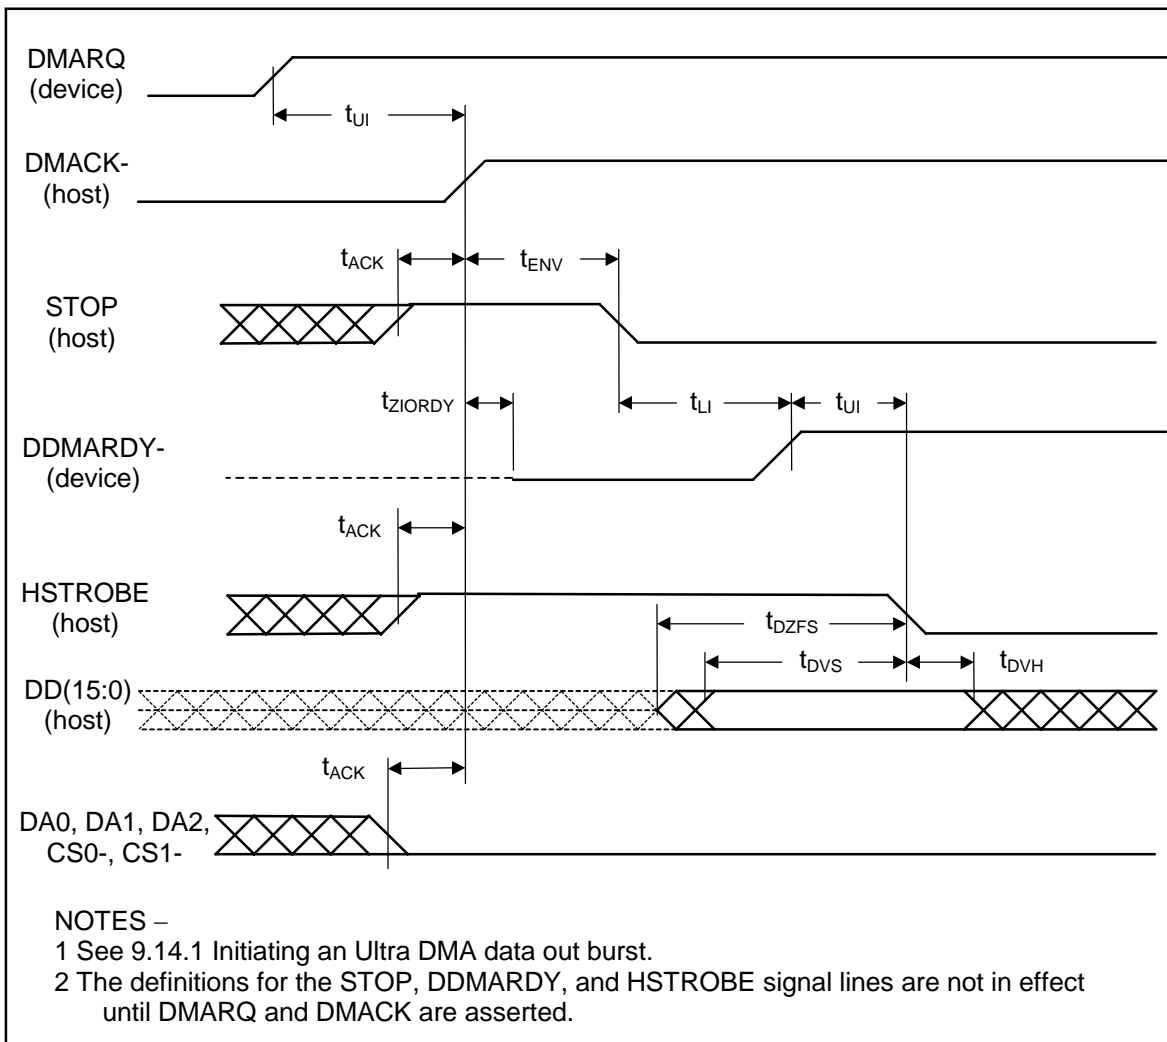 DMARQ
(device)
tUI
DMACK-
(host)
tACK
tENV
STOP
(host)
tZIORDY
tLI
tUI
DDMARDY-
(device)
tACK
HSTROBE
(host)
tDZFS
tDVS
tDVH
DD(15:0)
(host)
tACK
DA0, DA1, DA2,
CS0-, CS1-
NOTES –
1 See 9.14.1 Initiating an Ultra DMA data out burst.
2 The definitions for the STOP, DDMARDY, and HSTROBE signal lines are not in effect
until DMARQ and DMACK are asserted.